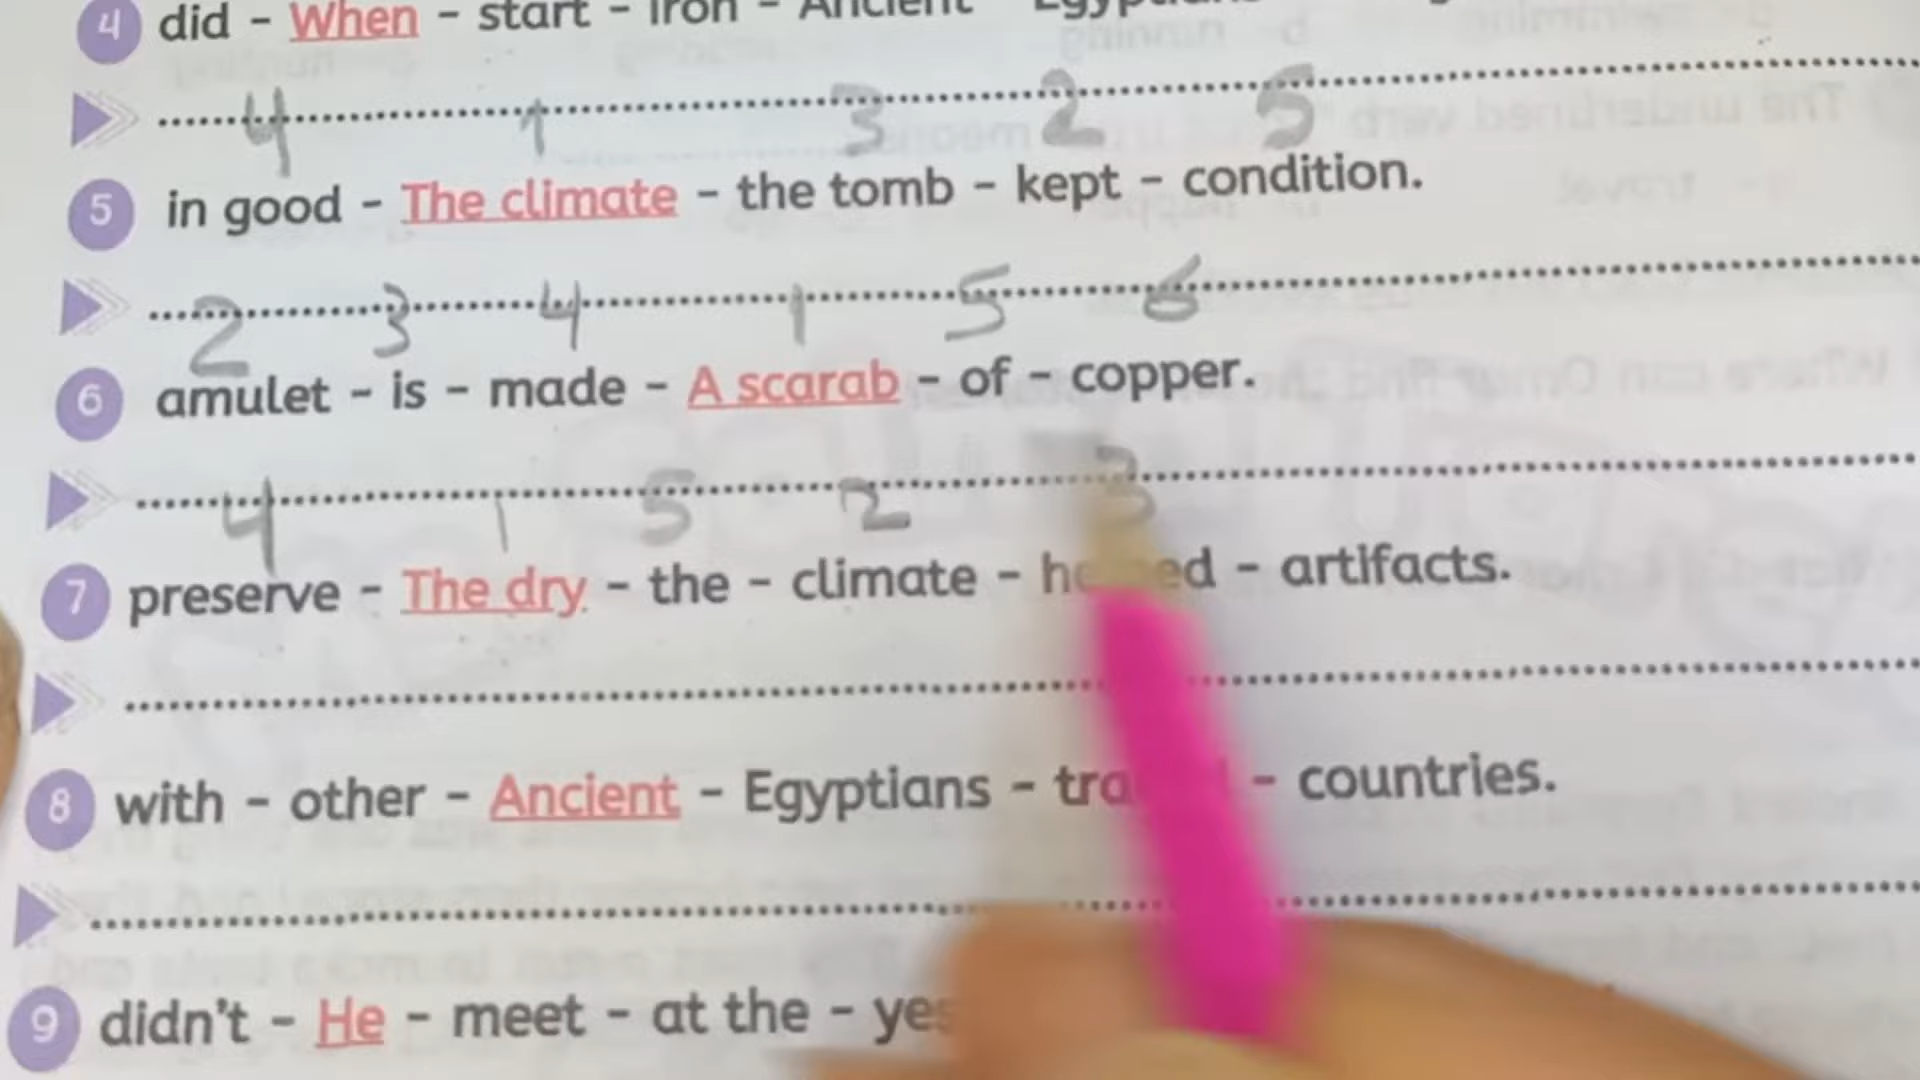 4 did - When - start - iron - Ancient - Egyptians
4 1 3 2 5
5 in good - The climate - the tomb - kept - condition.
2 3 4 1 5 6
6 amulet - is - made - A scarab - of - copper.
4 1 5 2 3
7 preserve - The dry - the - climate - - artifacts.
8 with - other - Ancient - Egyptians - - countries.
9 didn't - He - meet - at the -